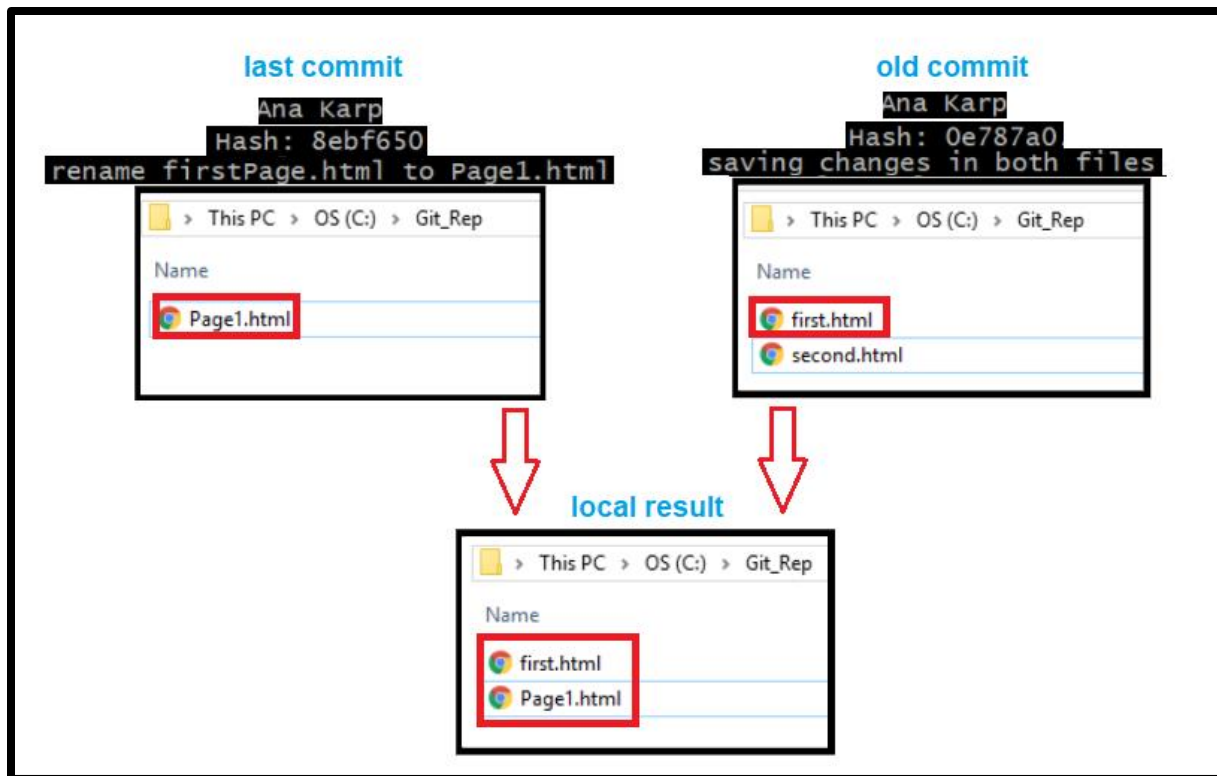 last commit
Ana Karp
Hash: 8ebf650
rename firstPage.html to Page1.html
This PC > OS (C:) > Git_Rep
Name
Page1.html
old commit
Ana Karp
Hash: 0e787a0
saving changes in both files
This PC > OS (C:) > Git_Rep
Name
first.html
second.html
local result
This PC > OS (C:) > Git_Rep
Name
first.html
Page1.html